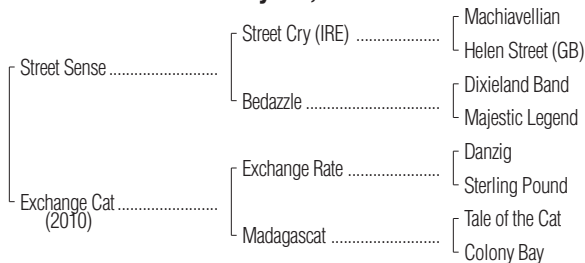 Machiavellian
Street Cry (IRE) ..................
Helen Street (GB)
Street Sense .......................
Dixieland Band
Bedazzle ..............................
Majestic Legend
Danzig
Exchange Rate .....................
Sterling Pound
Exchange Cat .....................
(2010)
Tale of the Cat
Madagascat .........................
Colony Bay